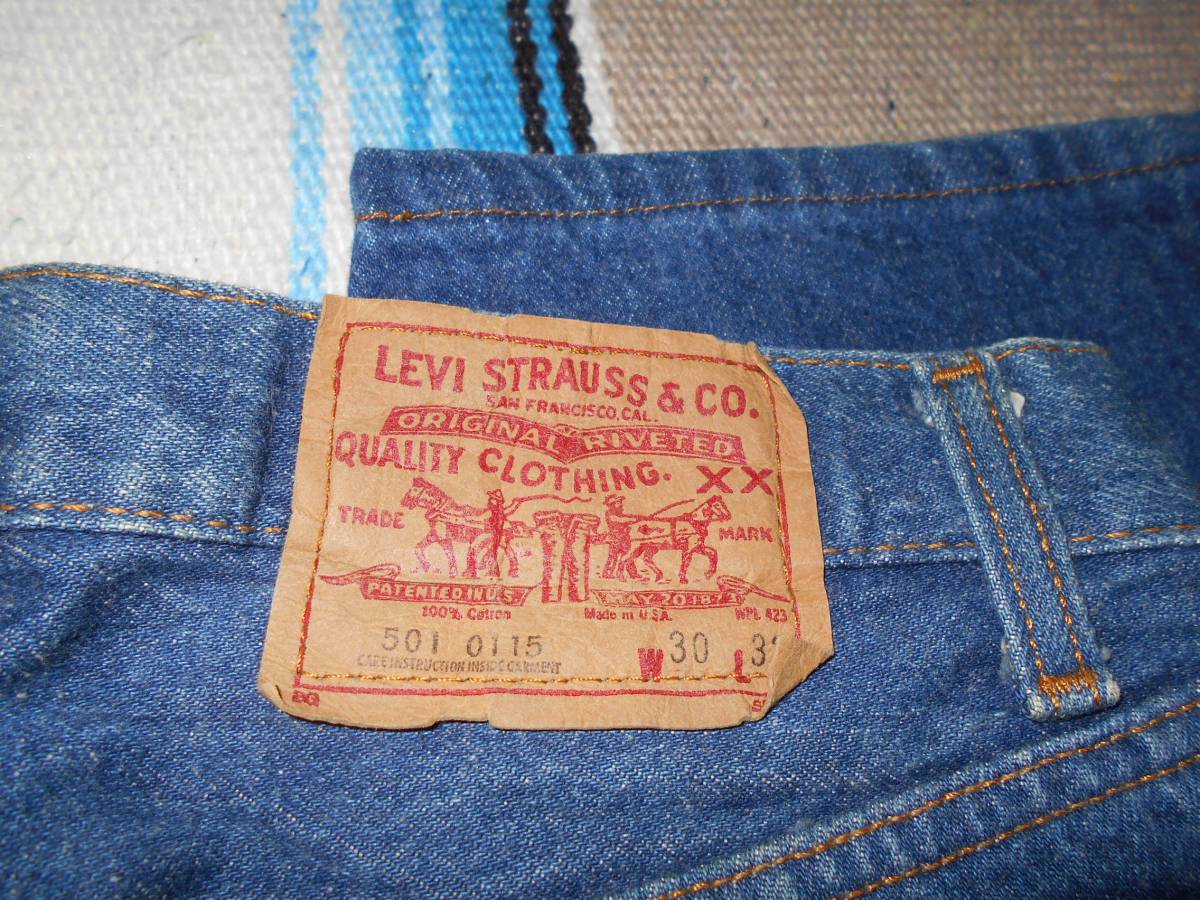 LEVI STRAUSS & CO.
SAN FRANCISCO, CAL.
ORIGINAL RIVETED
QUALITY CLOTHING. XX
TRADE MARK
PATENTED IN U.S. MAY 20 1873
100% Cotton Made in U.S.A. WPL 423
501 0115 W 30 L
CARE INSTRUCTION INSIDE GARMENT